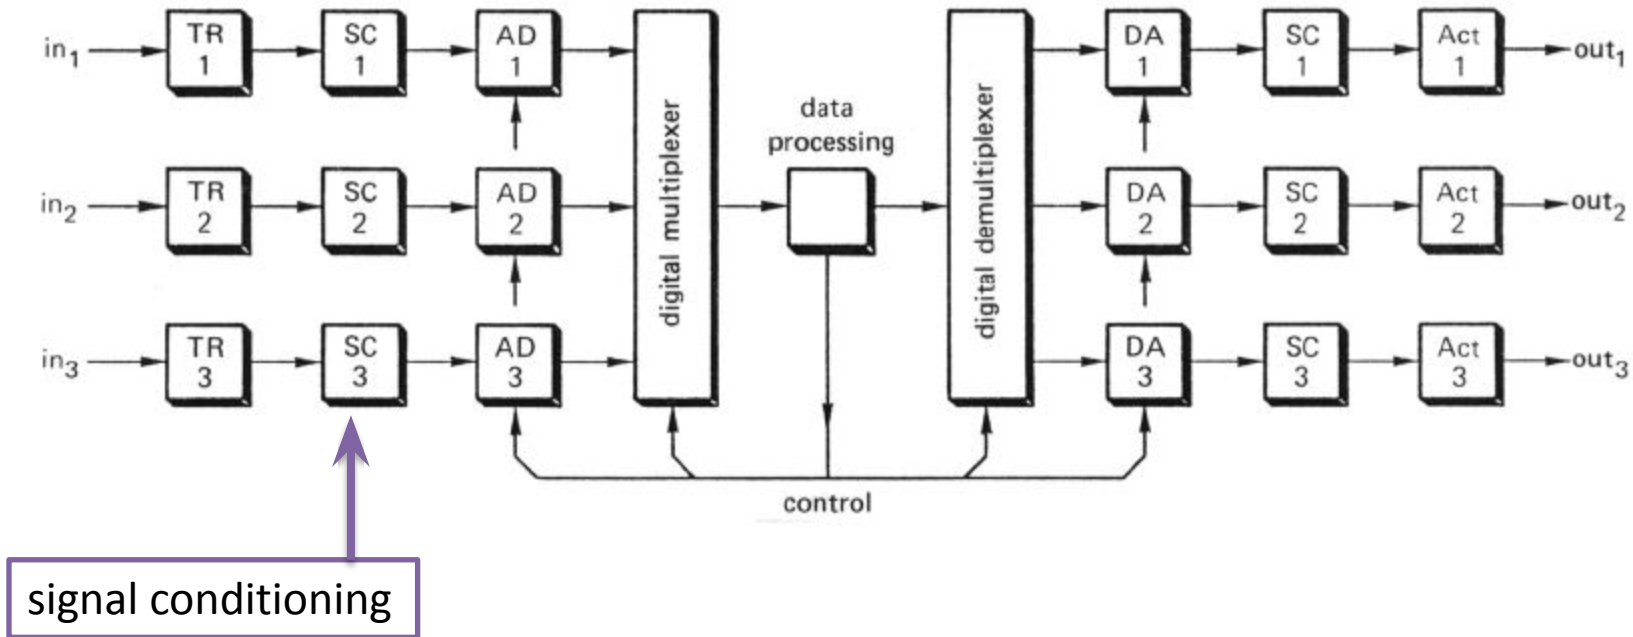 in₁
TR
1
SC
1
AD
1
DA
1
SC
1
Act
1
out₁
digital multiplexer
data
processing
digital demultiplexer
in₂
TR
2
SC
2
AD
2
DA
2
SC
2
Act
2
out₂
in₃
TR
3
SC
3
AD
3
DA
3
SC
3
Act
3
out₃
control
signal conditioning